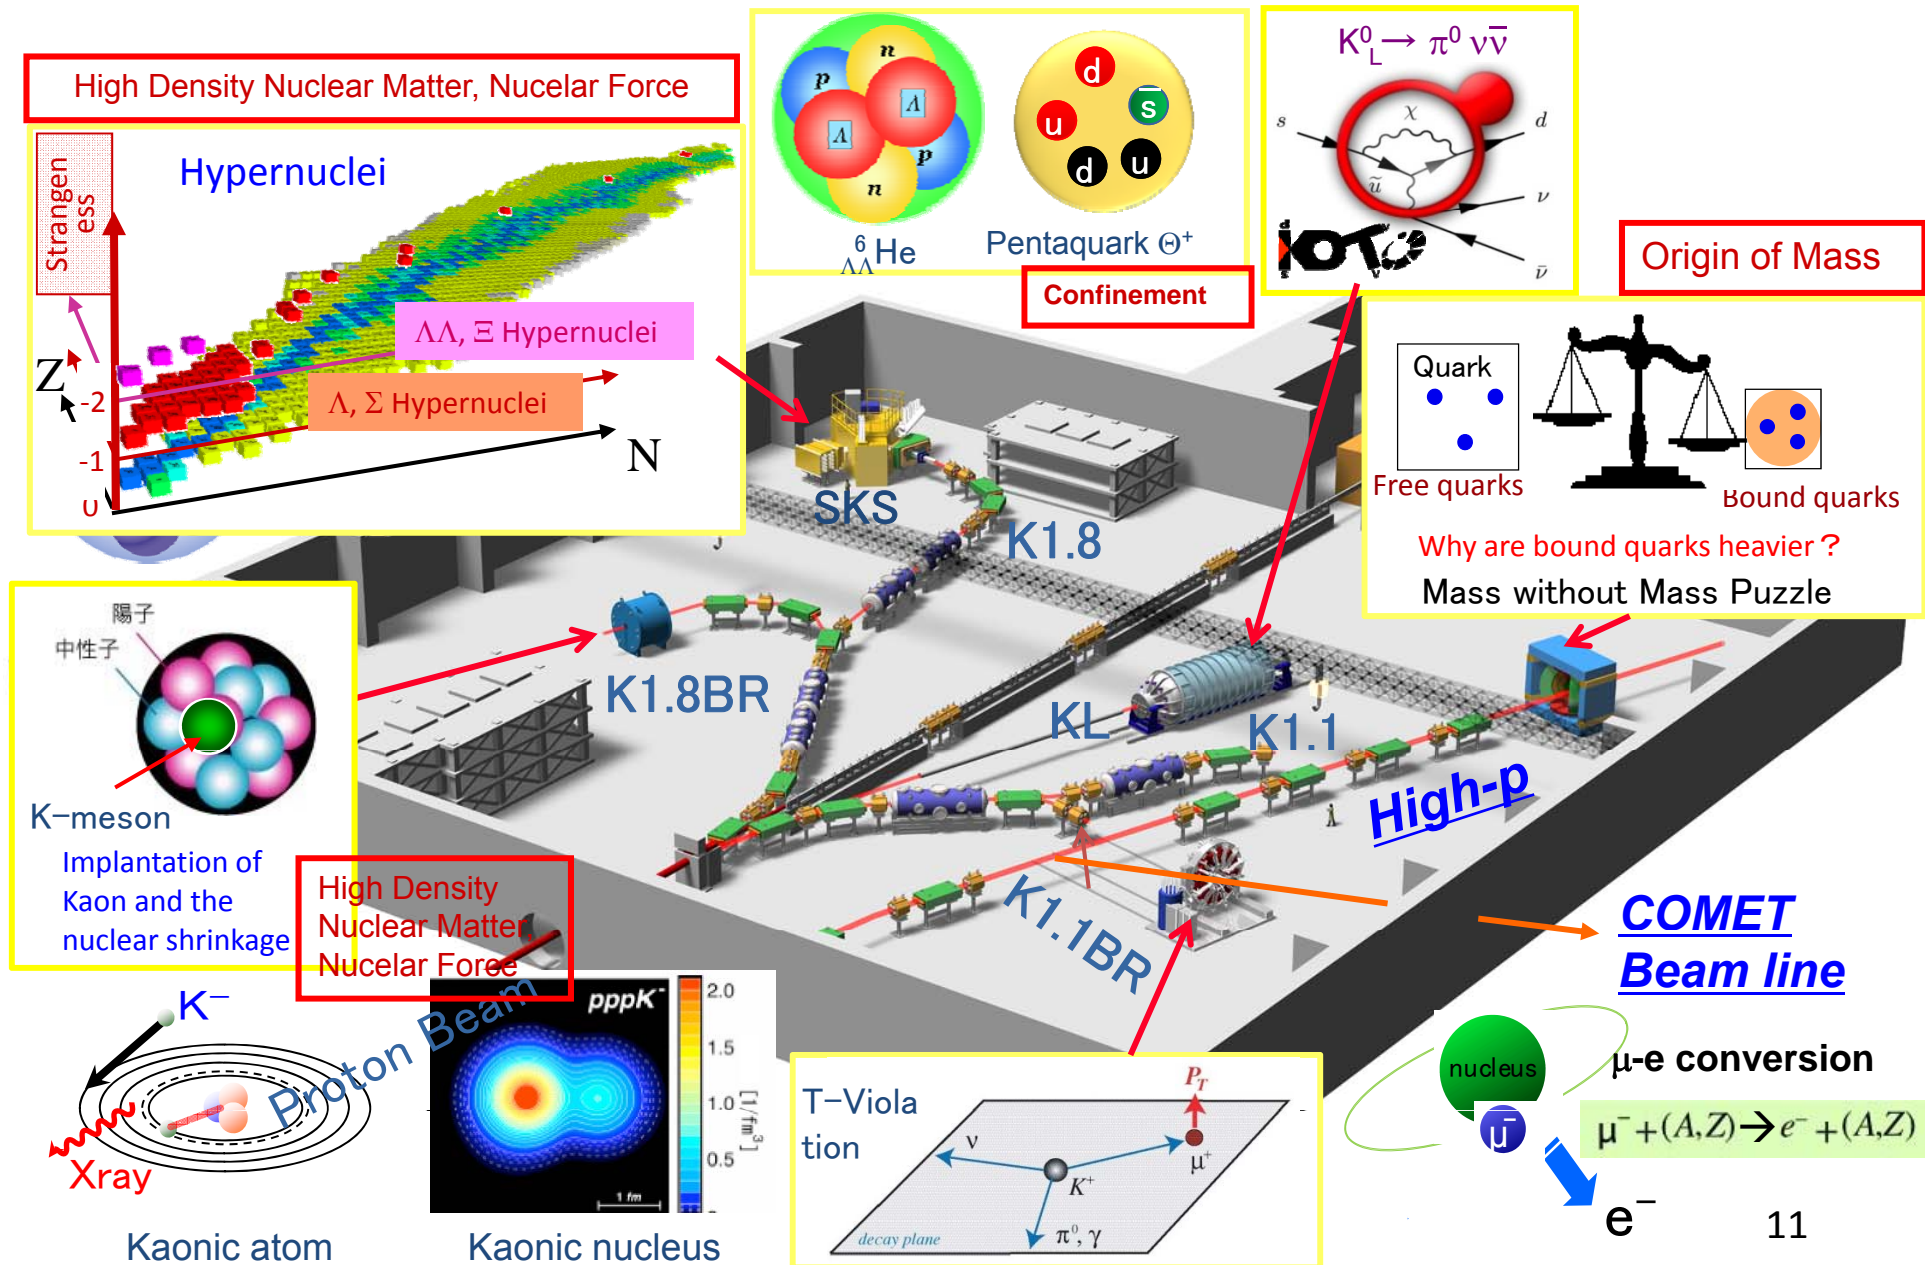 High Density Nuclear Matter, Nucelar Force
Strangen
ess
Hypernuclei
ΛΛ, Ξ Hypernuclei
Λ, Σ Hypernuclei
Z
-2
-1
0
N
n
p
Λ
Λ
p
n
6
ΛΛ He
d
u
s̅
d
u
Pentaquark Θ⁺
Confinement
K⁰L → π⁰ νν̅
s
χ
d
ũ
ν
ν̅
KOTO
Origin of Mass
Quark
Free quarks
Bound quarks
Why are bound quarks heavier？
Mass without Mass Puzzle
SKS
K1.8
K1.8BR
KL
K1.1
High-p
K1.1BR
陽子
中性子
K-meson
Implantation of
Kaon and the
nuclear shrinkage
High Density
Nuclear Matter,
Nucelar Force
Proton Beam
K⁻
Xray
Kaonic atom
pppK⁻
2.0
1.5
1.0
0.5
[1/fm³]
1 fm
Kaonic nucleus
T-Viola
tion
P_T
ν
μ⁺
K⁺
π⁰, γ
decay plane
COMET
Beam line
nucleus
μ⁻
μ-e conversion
μ⁻+(A,Z)→e⁻+(A,Z)
e⁻
11